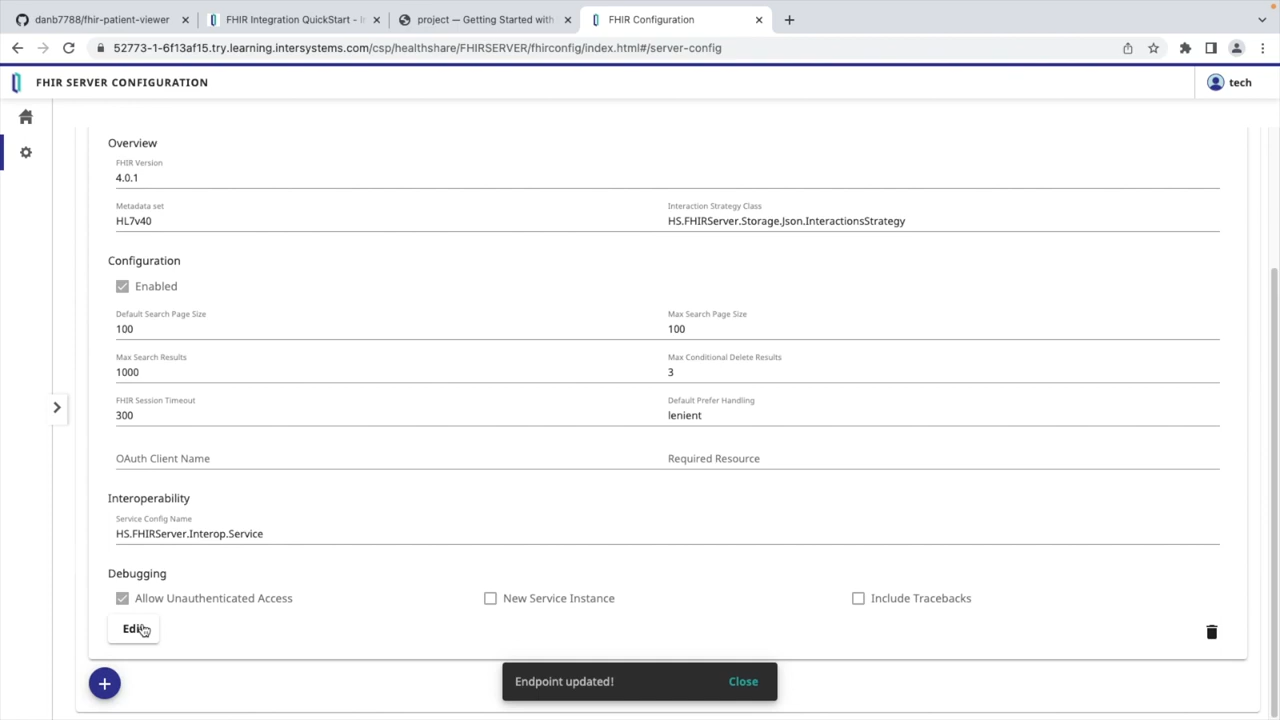 danb7788/fhir-patient-viewer
FHIR Integration QuickStart - I
project — Getting Started with
FHIR Configuration
52773-1-6f13af15.try.learning.intersystems.com/csp/healthshare/FHIRSERVER/fhirconfig/index.html#/server-config
FHIR SERVER CONFIGURATION
tech
Overview
FHIR Version
4.0.1
Metadata set
Interaction Strategy Class
HL7v40
HS.FHIRServer.Storage.Json.InteractionsStrategy
Configuration
Enabled
Default Search Page Size
Max Search Page Size
100
100
Max Search Results
Max Conditional Delete Results
1000
3
FHIR Session Timeout
Default Prefer Handling
300
lenient
OAuth Client Name
Required Resource
Interoperability
Service Config Name
HS.FHIRServer.Interop.Service
Debugging
Allow Unauthenticated Access
New Service Instance
Include Tracebacks
Edit
Endpoint updated!
Close